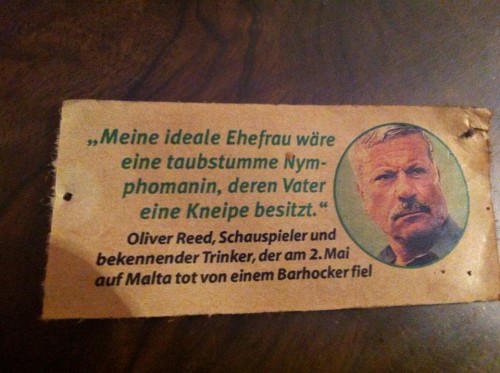 „Meine ideale Ehefrau wäre
eine taubstumme Nym-
phomanin, deren Vater
eine Kneipe besitzt.“
Oliver Reed, Schauspieler und
bekennender Trinker, der am 2. Mai
auf Malta tot von einem Barhocker fiel